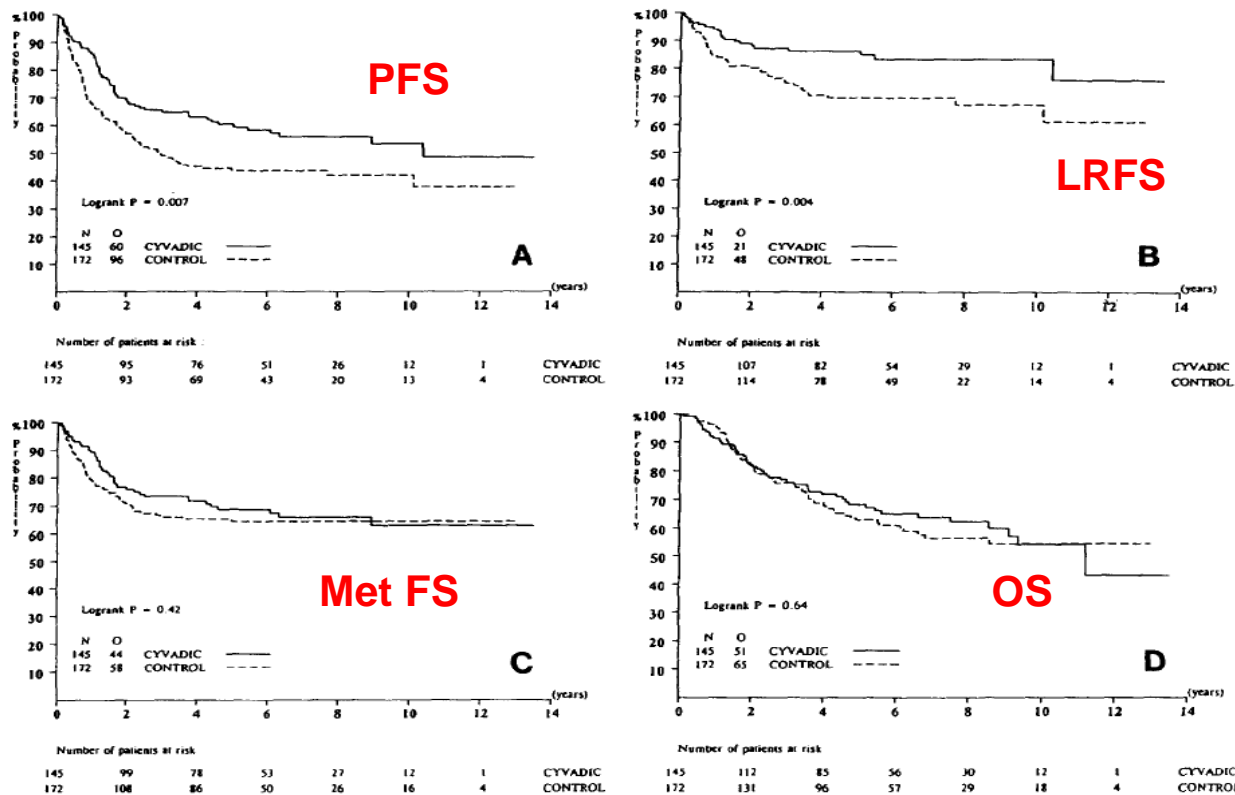 % 100
Probability
90
80
70
60
50
40
30
20
10
PFS
Logrank P = 0.007
N O
145 60 CYVADIC
172 96 CONTROL
A
(years)
0 2 4 6 8 10 12 14
Number of patients at risk :
145 95 76 51 26 12 1 CYVADIC
172 93 69 43 20 13 4 CONTROL
% 100
Probability
90
80
70
60
50
40
30
20
10
LRFS
Logrank P = 0.004
N O
145 21 CYVADIC
172 48 CONTROL
B
(years)
0 2 4 6 8 10 12 14
Number of patients at risk
145 107 82 54 29 12 1 CYVADIC
172 114 78 49 22 14 4 CONTROL
% 100
Probability
90
80
70
60
50
40
30
20
10
Met FS
Logrank P = 0.42
N O
145 44 CYVADIC
172 58 CONTROL
C
(years)
0 2 4 6 8 10 12 14
Number of patients at risk
145 99 78 53 27 12 1 CYVADIC
172 108 86 50 26 16 4 CONTROL
% 100
Probability
90
80
70
60
50
40
30
20
10
OS
Logrank P = 0.64
N O
145 51 CYVADIC
172 65 CONTROL
D
(years)
0 2 4 6 8 10 12 14
Number of patients at risk
145 112 85 56 30 12 1 CYVADIC
172 131 96 57 29 18 4 CONTROL